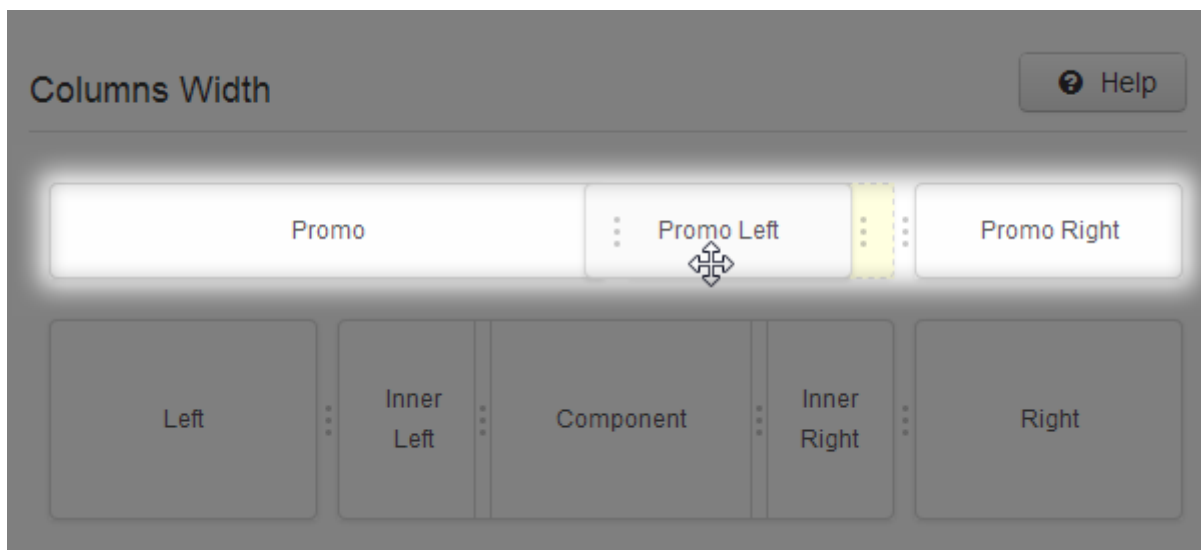 Columns Width
Help
Promo
Promo Left
Promo Right
Left
Inner
Left
Component
Inner
Right
Right